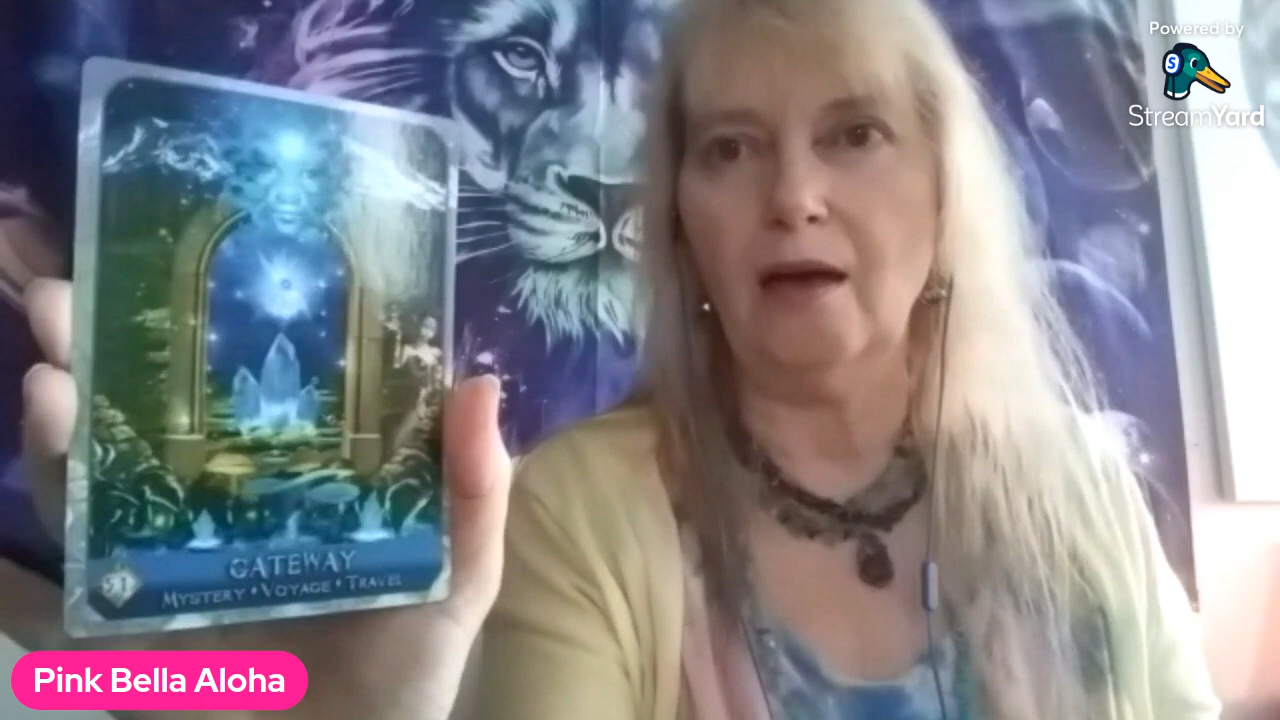 Powered by
StreamYard
GATEWAY
MYSTERY • VOYAGE • TRAVEL
Pink Bella Aloha